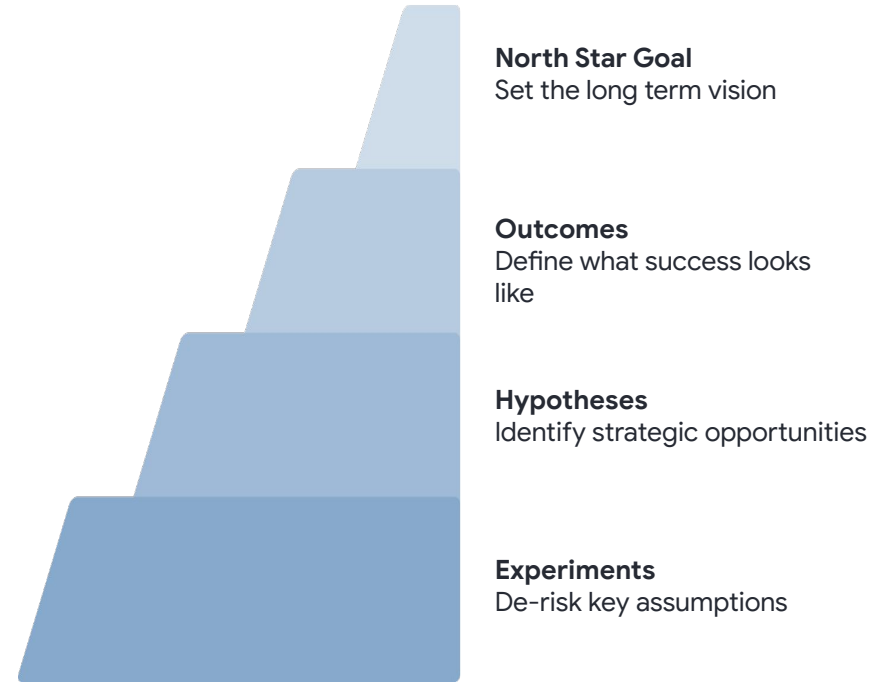 North Star Goal
Set the long term vision
Outcomes
Define what success looks
like
Hypotheses
Identify strategic opportunities
Experiments
De-risk key assumptions